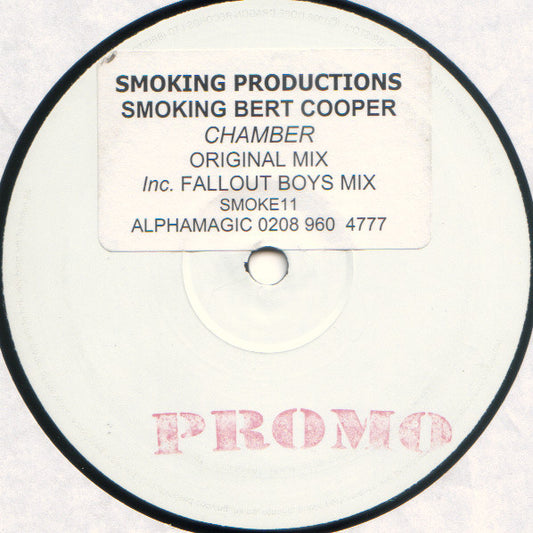 SMOKING PRODUCTIONS
SMOKING BERT COOPER
CHAMBER
ORIGINAL MIX
Inc. FALLOUT BOYS MIX
SMOKE11
ALPHAMAGIC 0208 960 4777
PROMO